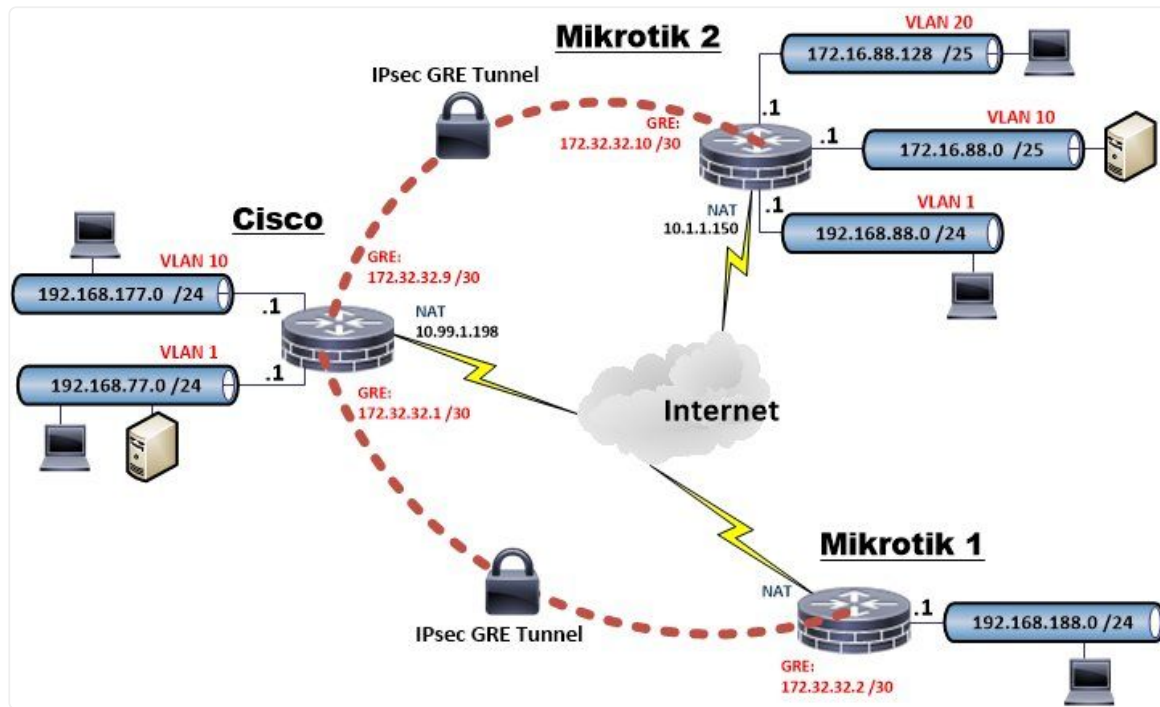 Mikrotik 2
VLAN 20
172.16.88.128 /25
IPsec GRE Tunnel
.1
GRE:
172.32.32.10 /30
.1
VLAN 10
172.16.88.0 /25
VLAN 1
.1
192.168.88.0 /24
NAT
10.1.1.150
Cisco
VLAN 10
192.168.177.0 /24
.1
GRE:
172.32.32.9 /30
NAT
10.99.1.198
VLAN 1
192.168.77.0 /24
.1
GRE:
172.32.32.1 /30
Internet
Mikrotik 1
NAT
.1
192.168.188.0 /24
IPsec GRE Tunnel
GRE:
172.32.32.2 /30